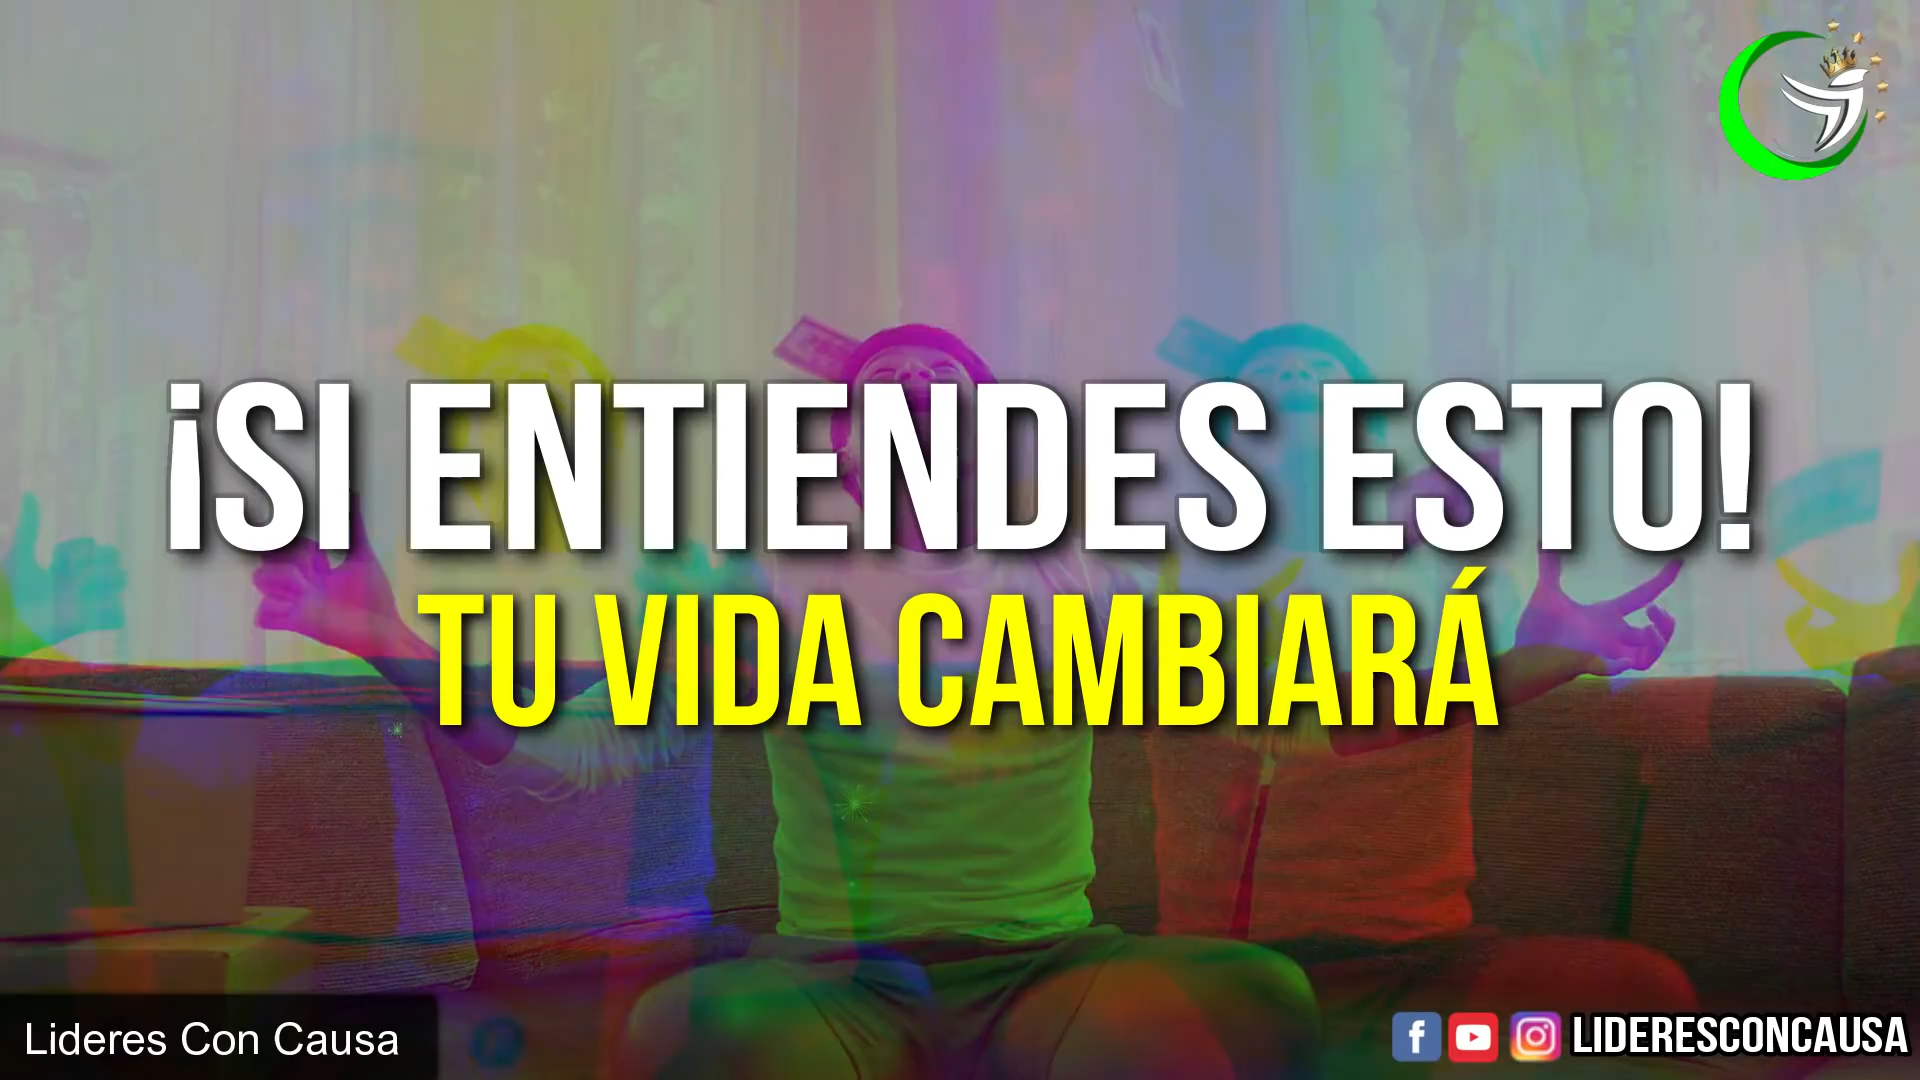 ¡SI ENTIENDES ESTO!
TU VIDA CAMBIARÁ
Lideres Con Causa
LIDERESCONCAUSA